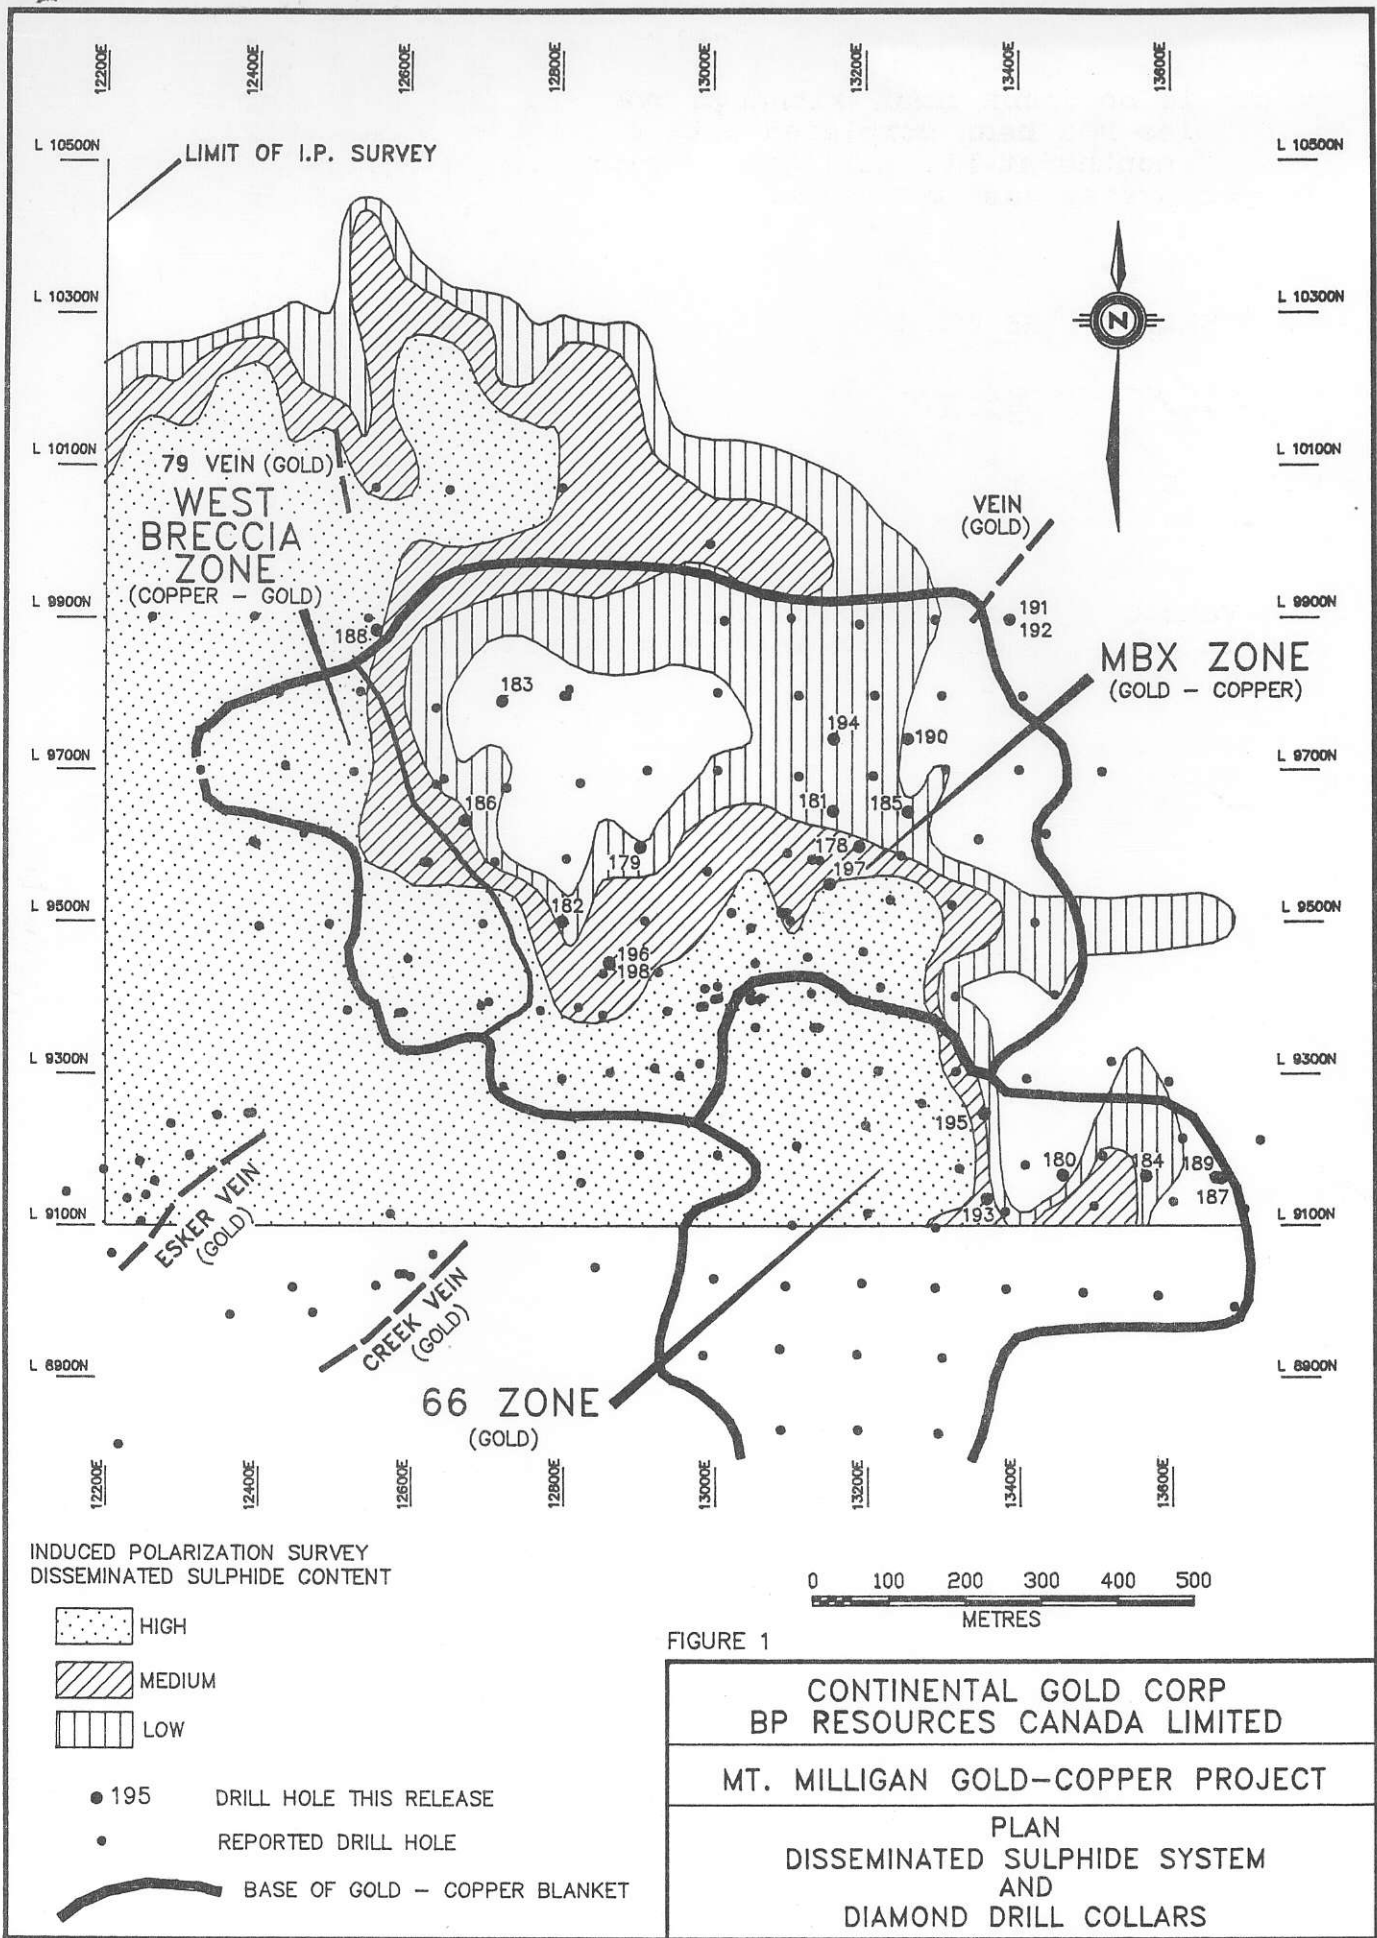 12200E
12400E
12600E
12800E
13000E
13200E
13400E
13600E
L 10500N
L 10500N
LIMIT OF I.P. SURVEY
L 10300N
L 10300N
N
L 10100N
L 10100N
79 VEIN (GOLD)
WEST
BRECCIA
ZONE
(COPPER – GOLD)
VEIN
(GOLD)
L 9900N
L 9900N
188
191
192
MBX ZONE
(GOLD – COPPER)
183
194
190
L 9700N
L 9700N
186
181
185
179
178
197
182
L 9500N
L 9500N
196
198
L 9300N
L 9300N
195
180
184
189
187
193
L 9100N
L 9100N
ESKER VEIN
(GOLD)
CREEK VEIN
(GOLD)
L 8900N
L 8900N
66 ZONE
(GOLD)
12200E
12400E
12600E
12800E
13000E
13200E
13400E
13600E
INDUCED POLARIZATION SURVEY
DISSEMINATED SULPHIDE CONTENT
HIGH
MEDIUM
LOW
195 DRILL HOLE THIS RELEASE
REPORTED DRILL HOLE
BASE OF GOLD – COPPER BLANKET
0 100 200 300 400 500
METRES
FIGURE 1
CONTINENTAL GOLD CORP
BP RESOURCES CANADA LIMITED
MT. MILLIGAN GOLD–COPPER PROJECT
PLAN
DISSEMINATED SULPHIDE SYSTEM
AND
DIAMOND DRILL COLLARS